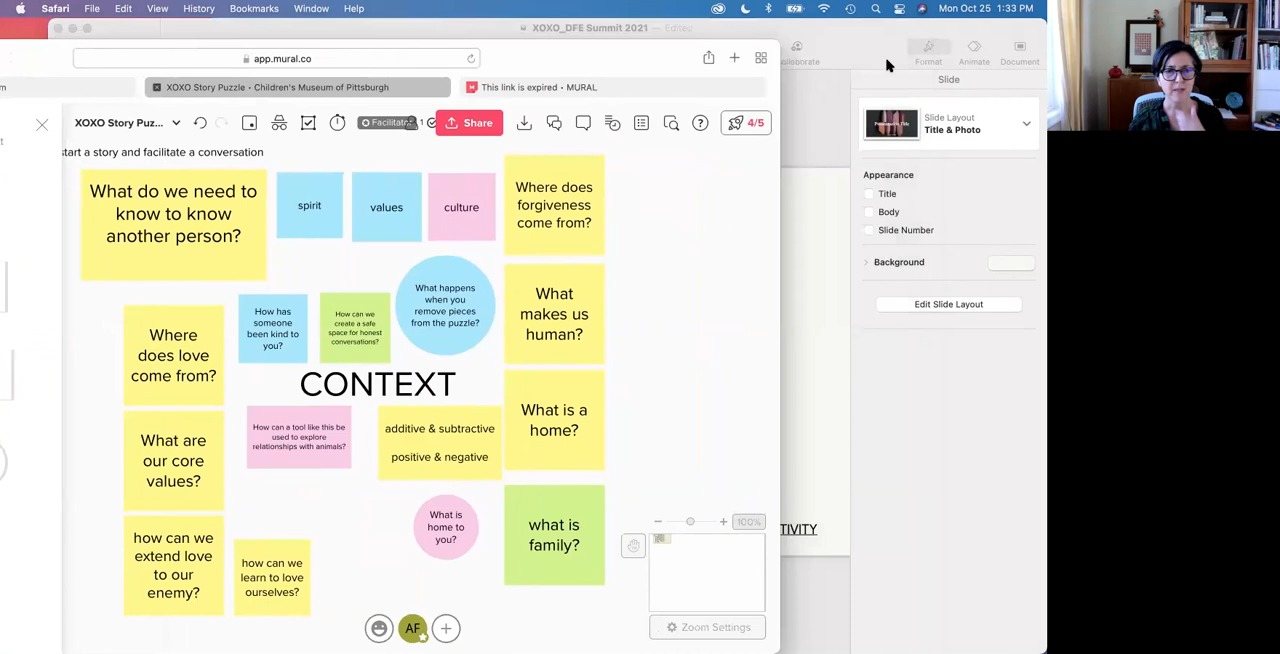 Safari File Edit View History Bookmarks Window Help
Mon Oct 25 1:33 PM
XOXO_DFE Summit 2021 — Edited
app.mural.co
Format
Animate
Document
Slide
XOXO Story Puzzle • Children's Museum of Pittsburgh
This link is expired • MURAL
XOXO Story Puz...
Share
4/5
Slide Layout
Title & Photo
Appearance
Title
Body
Slide Number
Background
Edit Slide Layout
tart a story and facilitate a conversation
What do we need to
know to know
another person?
spirit
values
culture
Where does
forgiveness
come from?
What happens
when you
remove pieces
from the puzzle?
How has
someone
been kind to
you?
How can we
create a safe
space for honest
conversations?
What
makes us
human?
Where
does love
come from?
CONTEXT
How can a tool like this be
used to explore
relationships with animals?
additive & subtractive
positive & negative
What is a
home?
What are
our core
values?
What is
home to
you?
what is
family?
how can we
extend love
to our
enemy?
how can we
learn to love
ourselves?
100%
TIVITY
Zoom Settings
AF